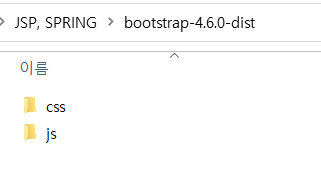 JSP, SPRING > bootstrap-4.6.0-dist
이름
css
js